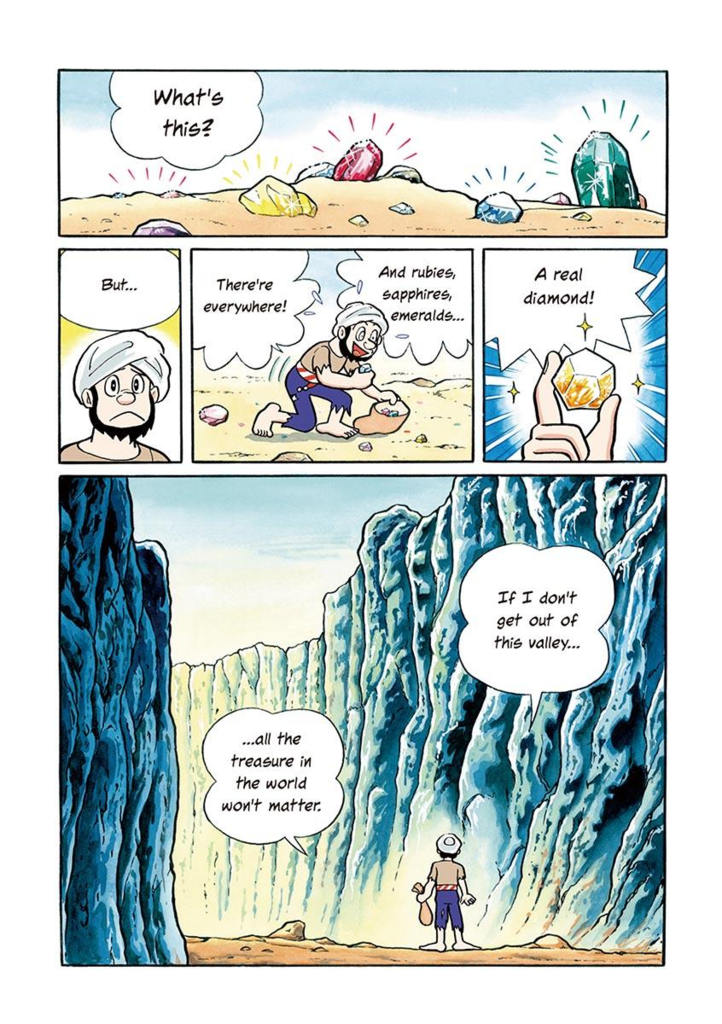 What's
this?
A real
diamond!
And rubies,
sapphires,
emeralds...
There're
everywhere!
But...
If I don't
get out of
this valley...
...all the
treasure in
the world
won't matter.